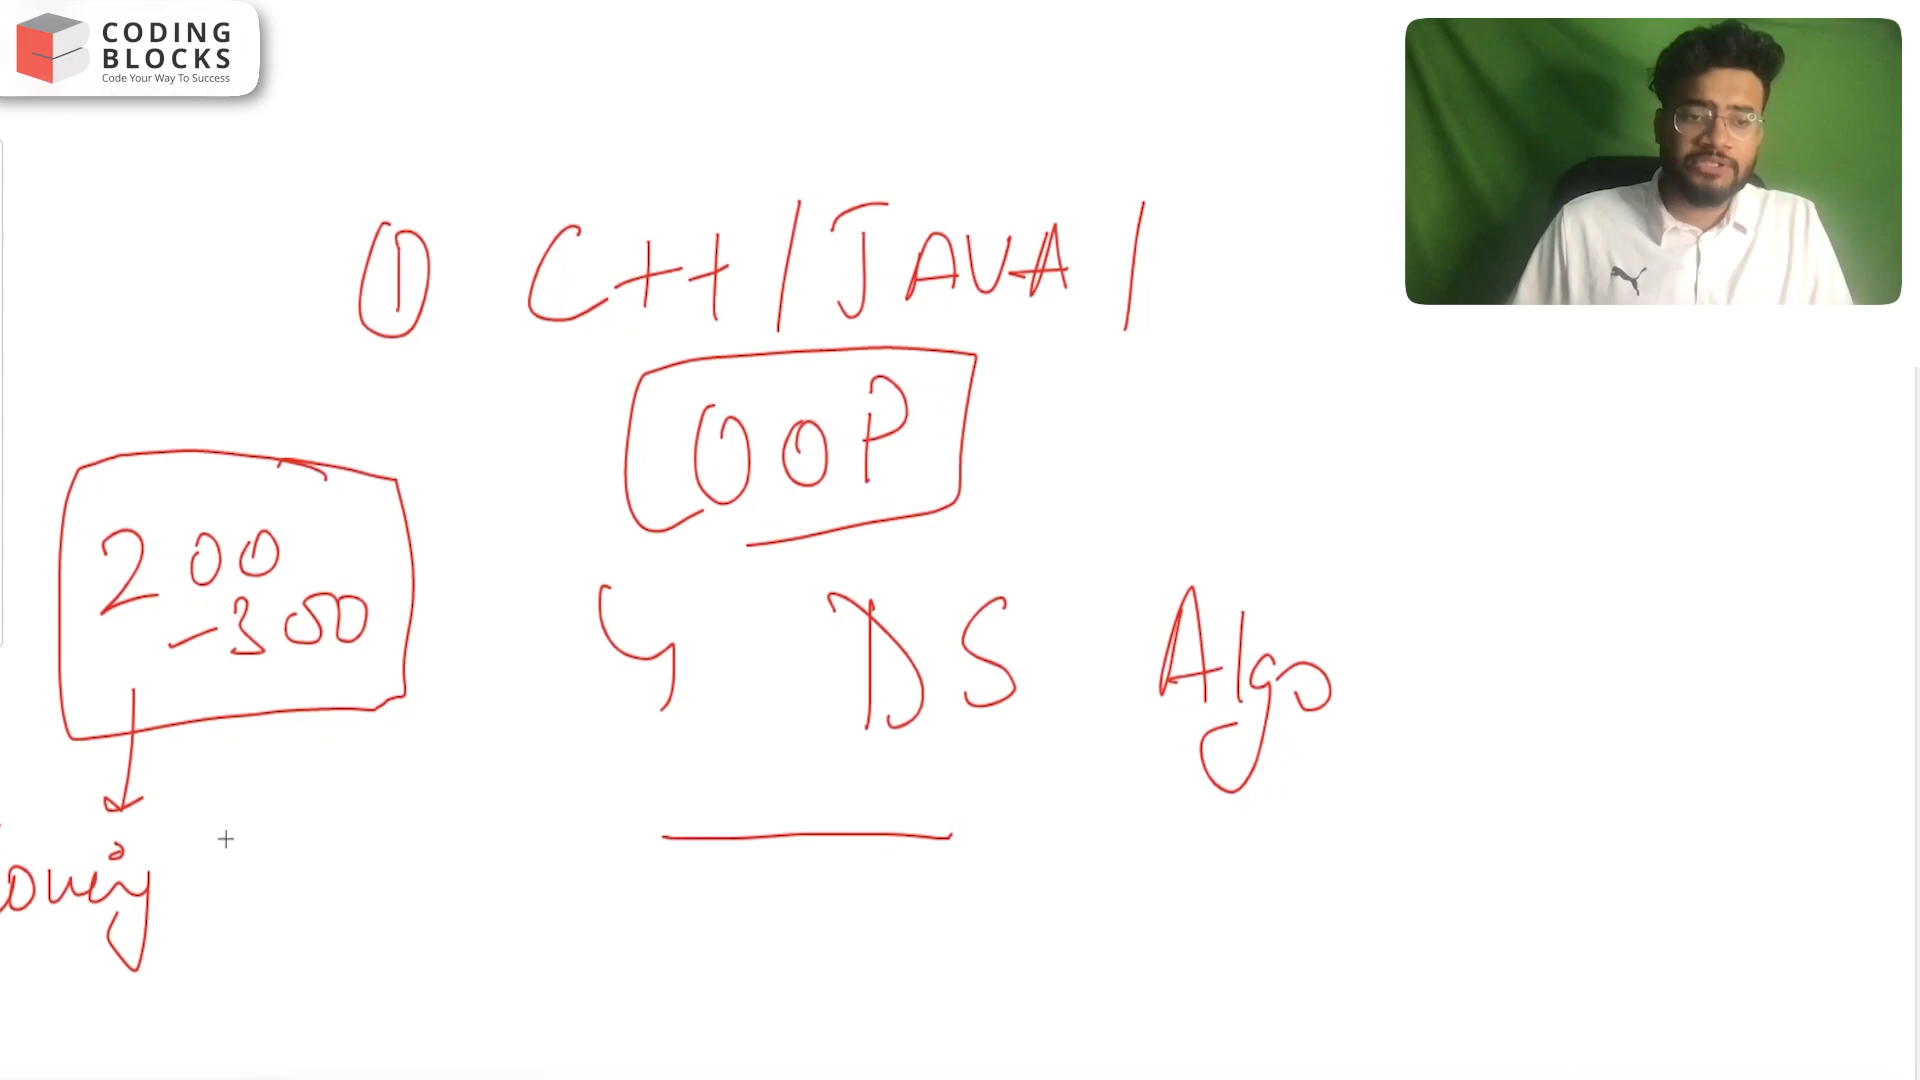 CODING
BLOCKS
Code Your Way To Success
① C++ / JAVA /
OOP
200
-300
DS Algo